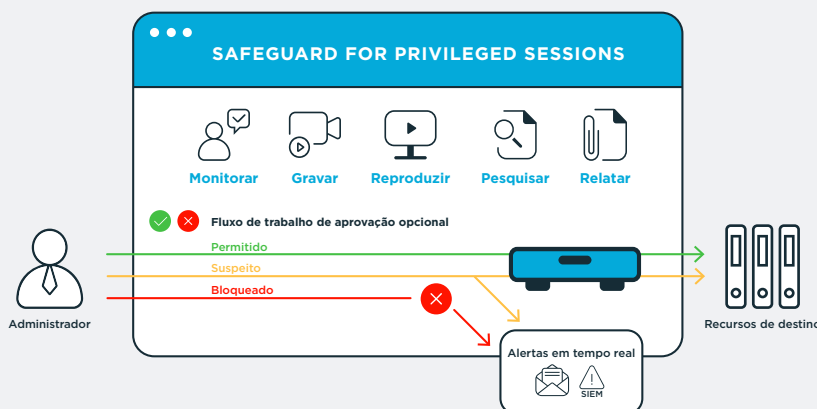 SAFEGUARD FOR PRIVILEGED SESSIONS
Monitorar
Gravar
Reproduzir
Pesquisar
Relatar
Fluxo de trabalho de aprovação opcional
Permitido
Suspeito
Bloqueado
Administrador
Recursos de destino
Alertas em tempo real
SIEM